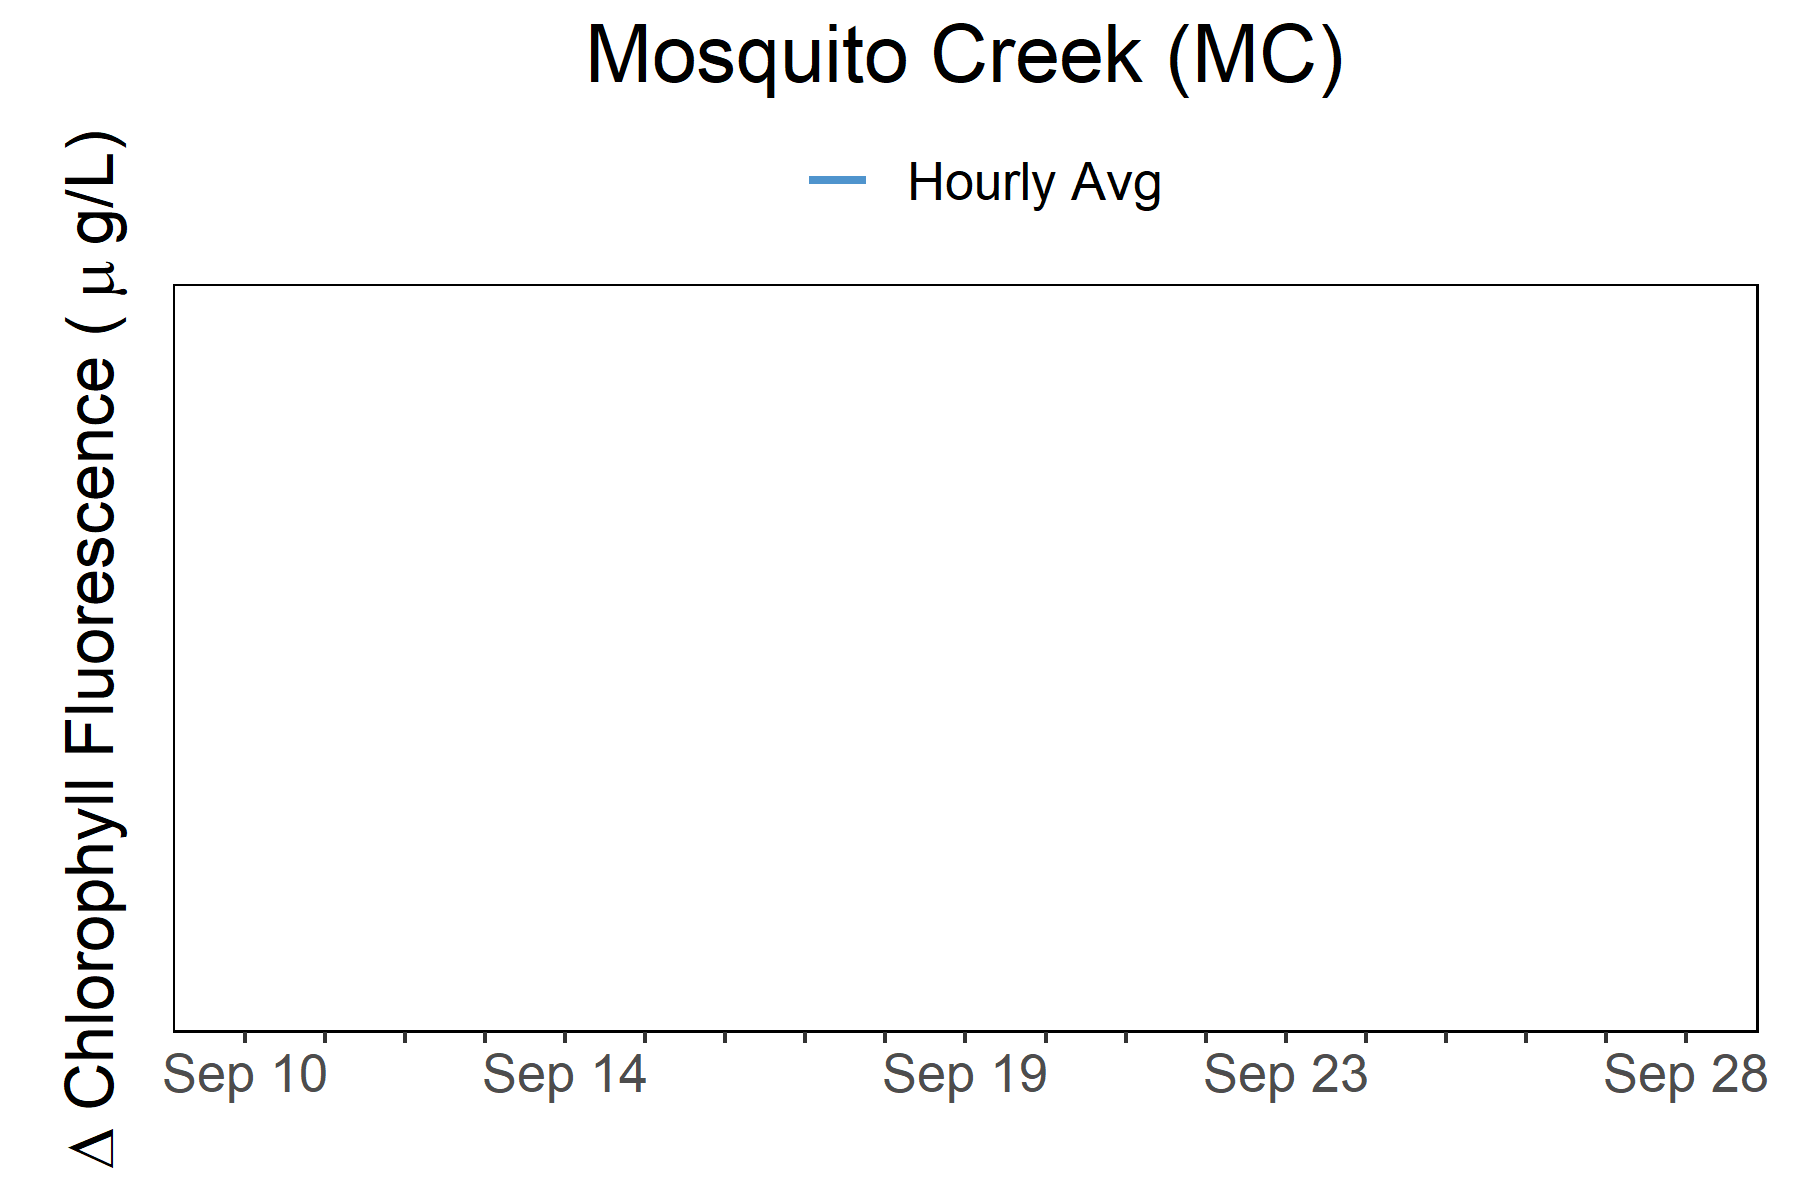 Mosquito Creek (MC)
Hourly Avg
Δ Chlorophyll Fluorescence ( μ g/L)
Sep 10 Sep 14 Sep 19 Sep 23 Sep 28